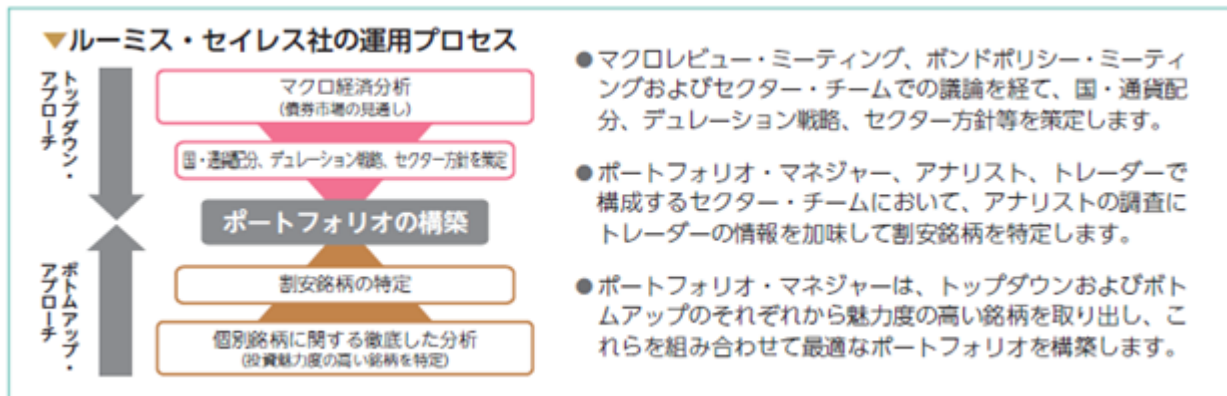 ▼ルーミス・セイレス社の運用プロセス
トップダウン・
アプローチ
マクロ経済分析
(債券市場の見通し)
国・通貨配分、デュレーション戦略、セクター方針を策定
ポートフォリオの構築
割安銘柄の特定
個別銘柄に関する徹底した分析
(投資魅力度の高い銘柄を特定)
ボトムアップ・
アプローチ
●マクロレビュー・ミーティング、ボンドポリシー・ミーティ
ングおよびセクター・チームでの議論を経て、国・通貨配
分、デュレーション戦略、セクター方針等を策定します。
●ポートフォリオ・マネジャー、アナリスト、トレーダーで
構成するセクター・チームにおいて、アナリストの調査に
トレーダーの情報を加味して割安銘柄を特定します。
●ポートフォリオ・マネジャーは、トップダウンおよびボト
ムアップのそれぞれから魅力度の高い銘柄を取り出し、こ
れらを組み合わせて最適なポートフォリオを構築します。